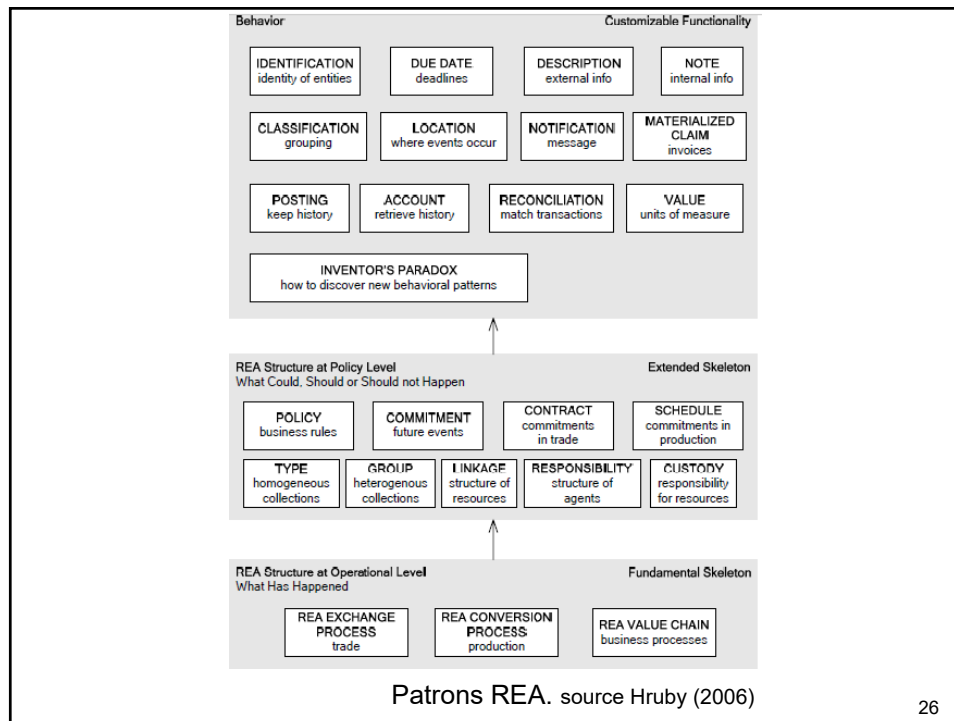 Behavior Customizable Functionality
IDENTIFICATION
identity of entities
DUE DATE
deadlines
DESCRIPTION
external info
NOTE
internal info
CLASSIFICATION
grouping
LOCATION
where events occur
NOTIFICATION
message
MATERIALIZED
CLAIM
invoices
POSTING
keep history
ACCOUNT
retrieve history
RECONCILIATION
match transactions
VALUE
units of measure
INVENTOR'S PARADOX
how to discover new behavioral patterns
REA Structure at Policy Level Extended Skeleton
What Could, Should or Should not Happen
POLICY
business rules
COMMITMENT
future events
CONTRACT
commitments
in trade
SCHEDULE
commitments in
production
TYPE
homogeneous
collections
GROUP
heterogenous
collections
LINKAGE
structure of
resources
RESPONSIBILITY
structure of
agents
CUSTODY
responsibility
for resources
REA Structure at Operational Level Fundamental Skeleton
What Has Happened
REA EXCHANGE
PROCESS
trade
REA CONVERSION
PROCESS
production
REA VALUE CHAIN
business processes
Patrons REA. source Hruby (2006)
26